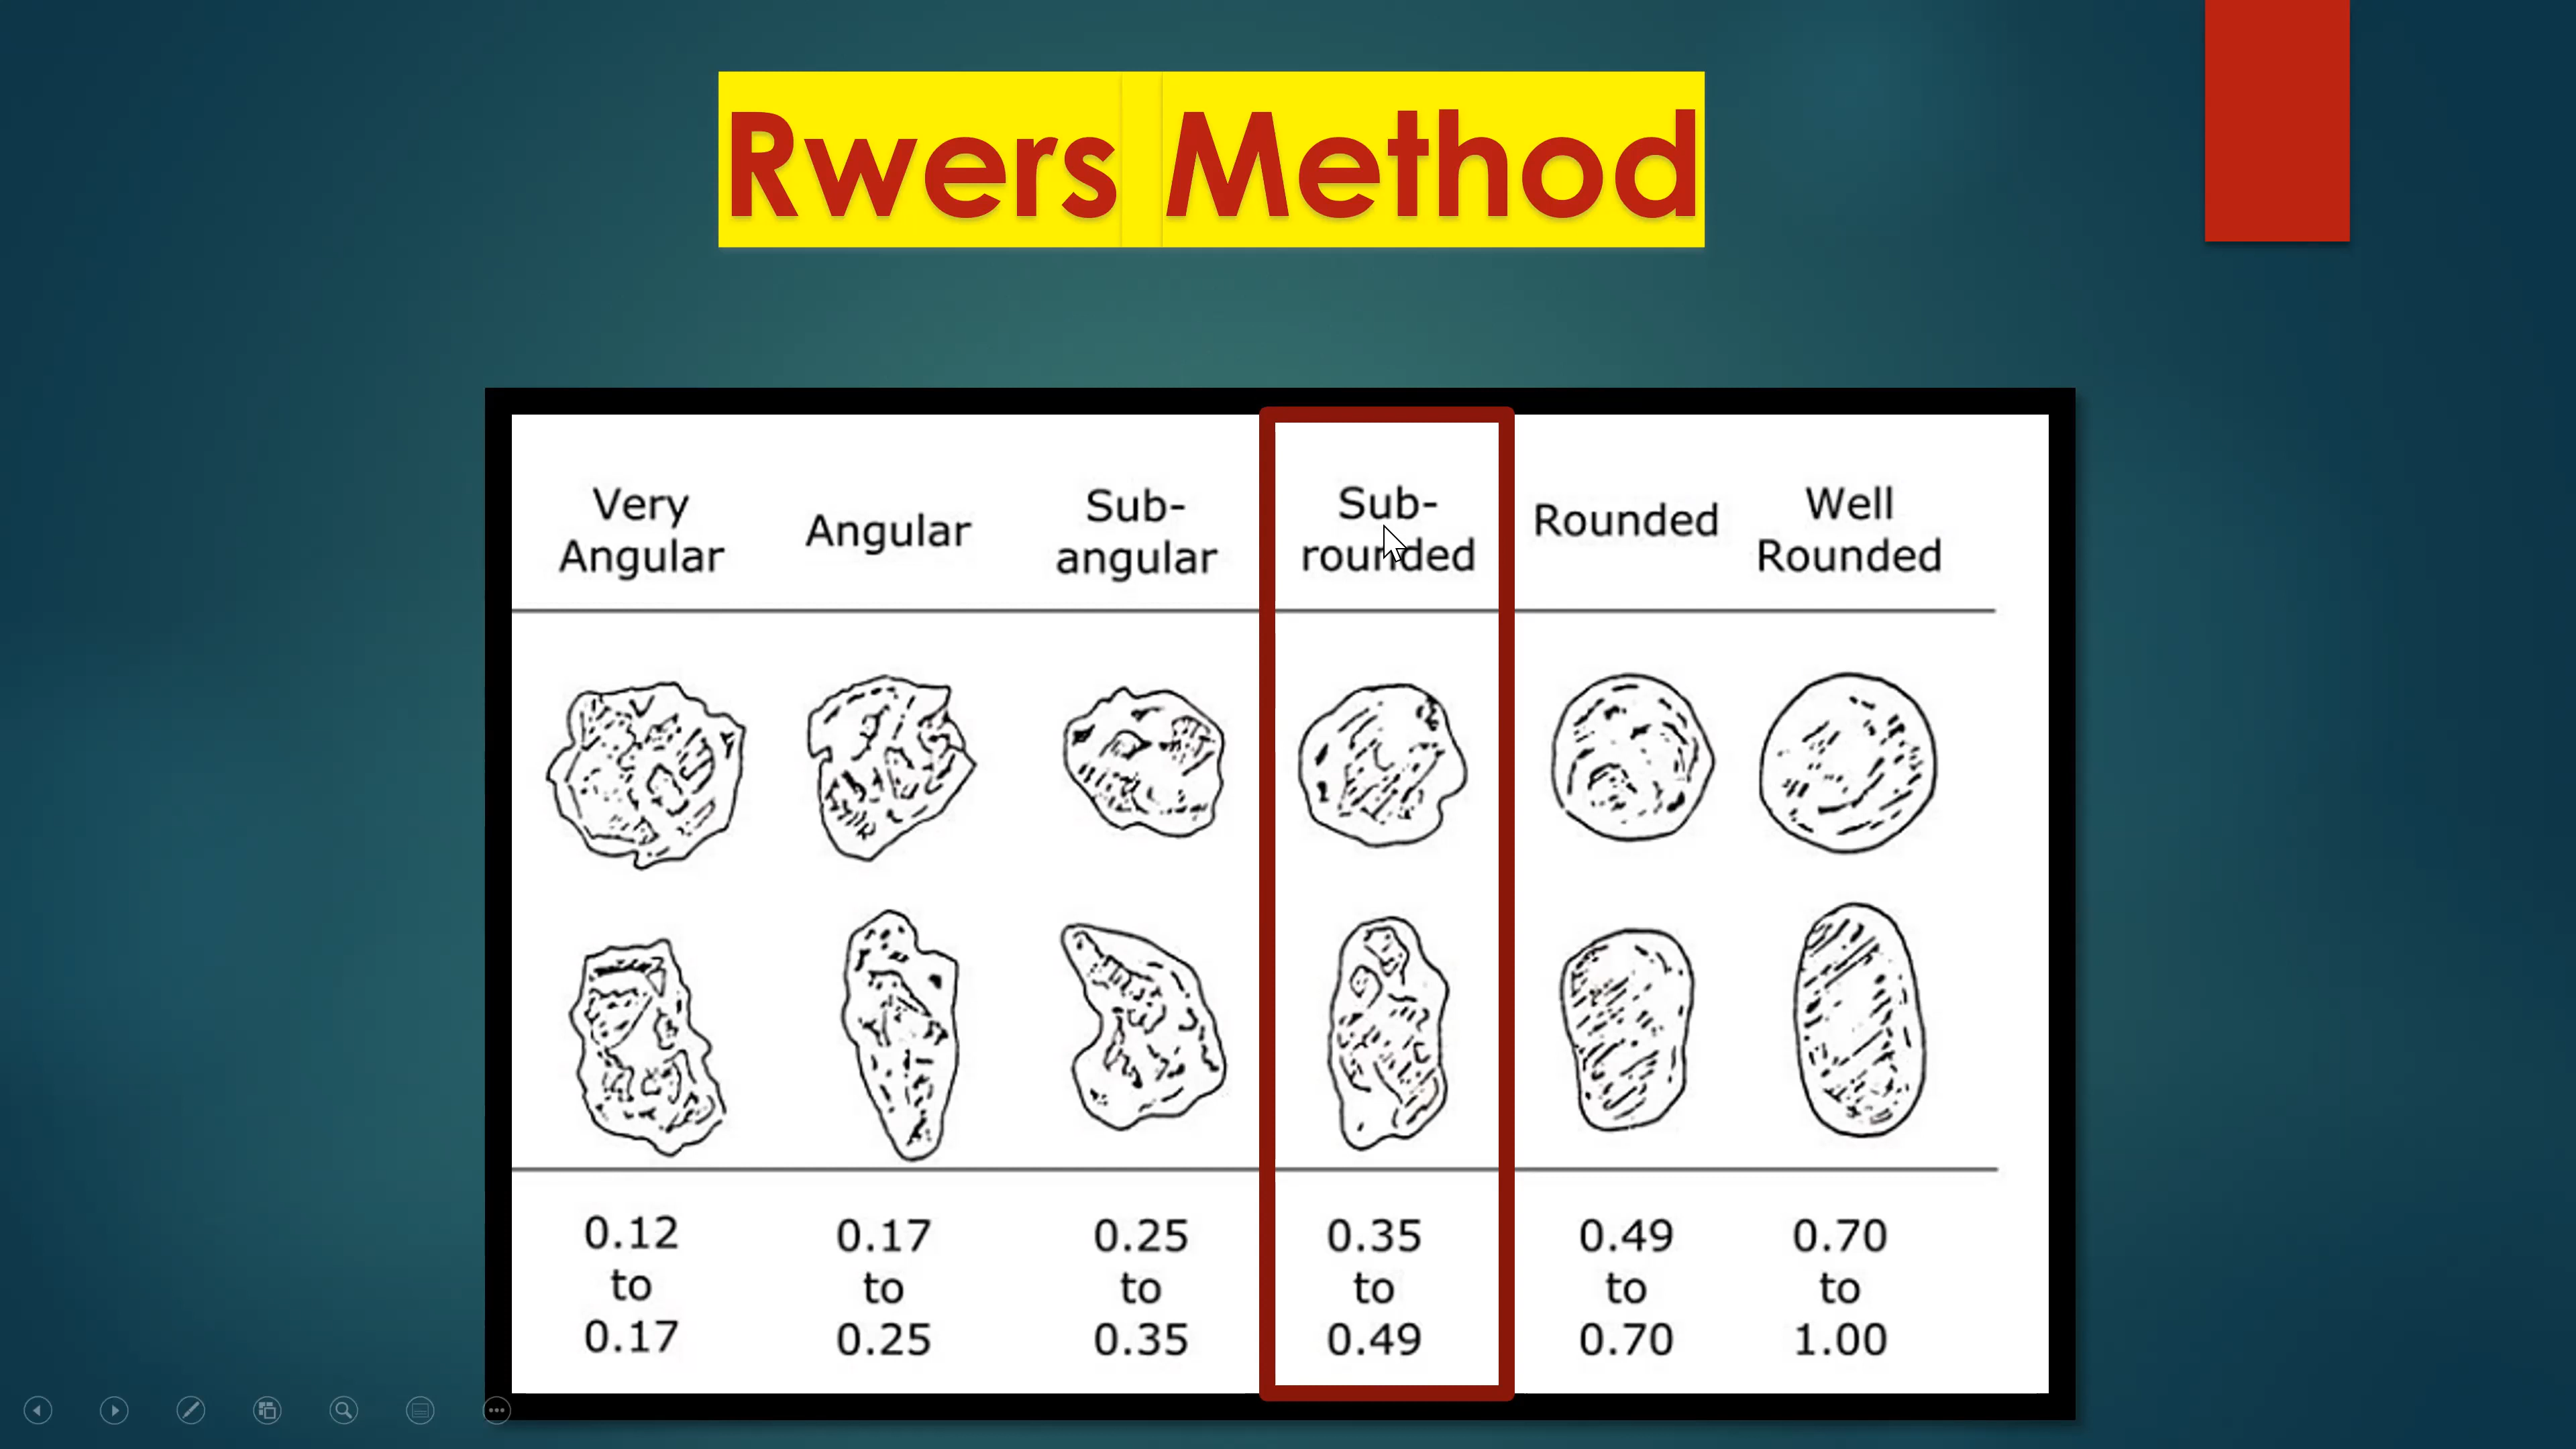 Rwers Method
Very Angular
Angular
Sub-angular
Sub-rounded
Rounded
Well Rounded
0.12 to 0.17
0.17 to 0.25
0.25 to 0.35
0.35 to 0.49
0.49 to 0.70
0.70 to 1.00